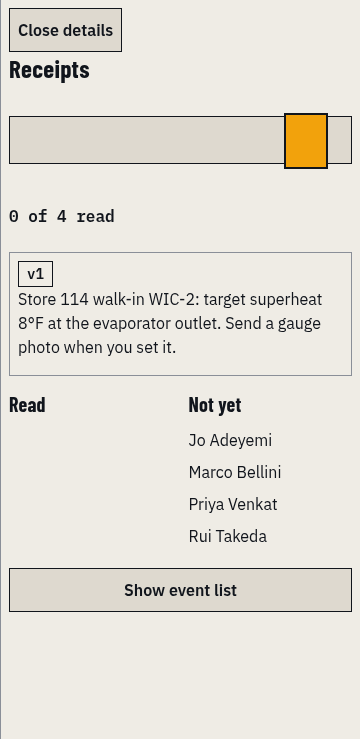 Close details
Receipts
0 of 4 read
v1
Store 114 walk-in WIC-2: target superheat
8°F at the evaporator outlet. Send a gauge
photo when you set it.
Read
Not yet
Jo Adeyemi
Marco Bellini
Priya Venkat
Rui Takeda
Show event list